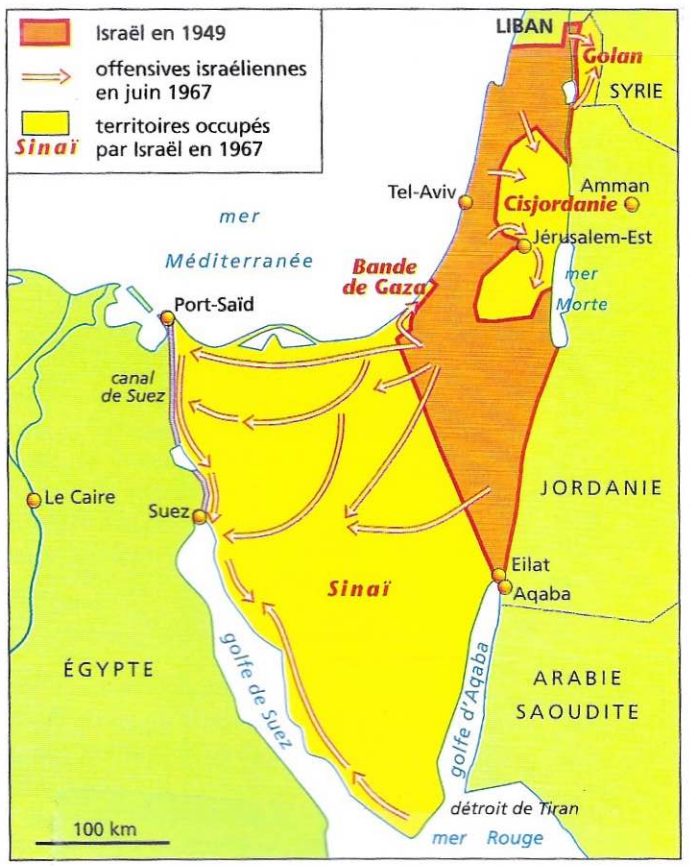 Israël en 1949
offensives israéliennes
en juin 1967
territoires occupés
Sinaï par Israël en 1967
LIBAN
Golan
SYRIE
Tel-Aviv
Cisjordanie
Amman
Jérusalem-Est
mer
Méditerranée
Bande
de Gaza
mer
Morte
Port-Saïd
canal
de Suez
Le Caire
Suez
JORDANIE
Eilat
Aqaba
Sinaï
ÉGYPTE
golfe de Suez
golfe d'Aqaba
ARABIE
SAOUDITE
détroit de Tiran
100 km
mer Rouge